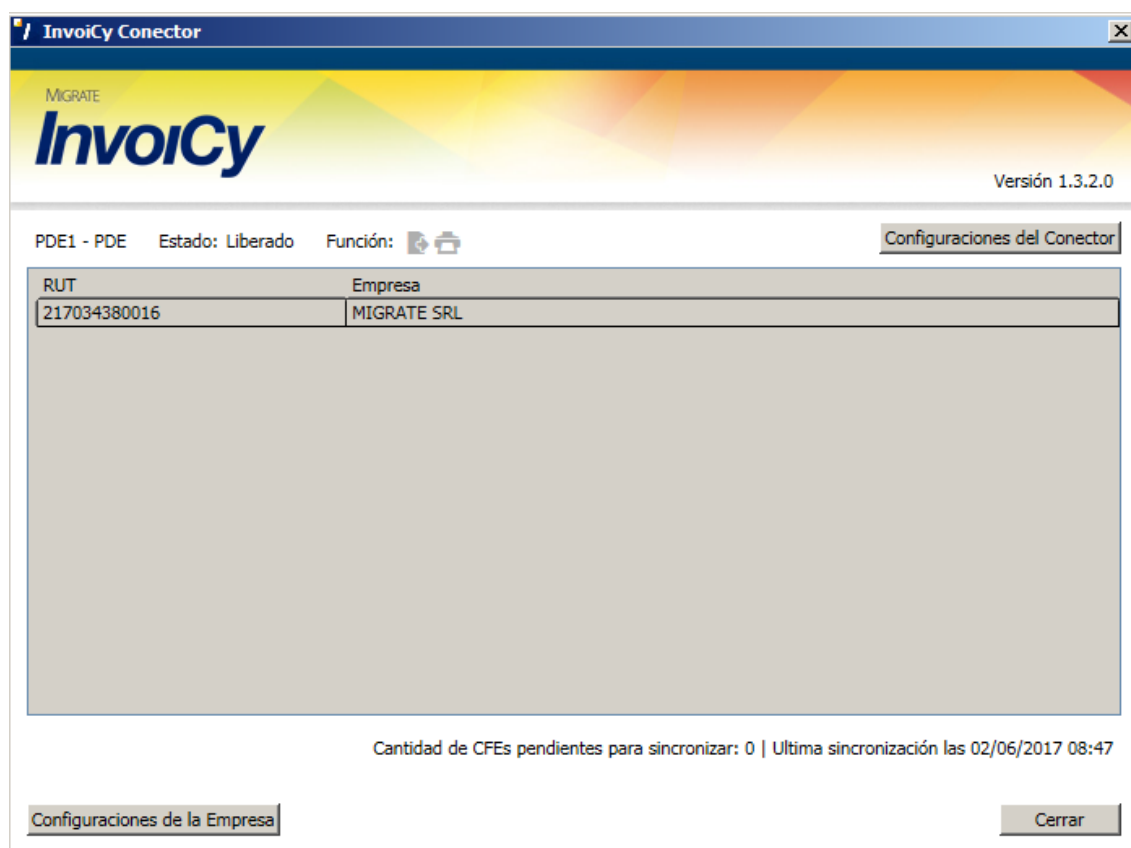 InvoiCy Conector
MIGRATE
InvoiCy
Versión 1.3.2.0
PDE1 - PDE Estado: Liberado Función: Configuraciones del Conector
RUT Empresa
217034380016 MIGRATE SRL
Cantidad de CFEs pendientes para sincronizar: 0 | Ultima sincronización las 02/06/2017 08:47
Configuraciones de la Empresa Cerrar